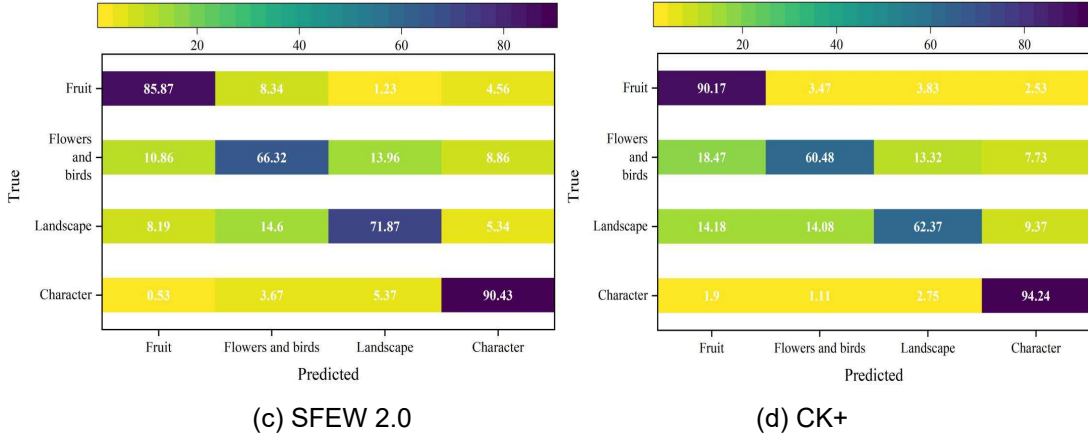 20 40 60 80
True
Fruit 85.87 8.34 1.23 4.56
Flowers
and
birds
10.86 66.32 13.96 8.86
Landscape 8.19 14.6 71.87 5.34
Character 0.53 3.67 5.37 90.43
Fruit Flowers and birds Landscape Character
Predicted
(c) SFEW 2.0
20 40 60 80
True
Fruit 90.17 3.47 3.83 2.53
Flowers
and
birds
18.47 60.48 13.32 7.73
Landscape 14.18 14.08 62.37 9.37
Character 1.9 1.11 2.75 94.24
Fruit Flowers and birds Landscape Character
Predicted
(d) CK+